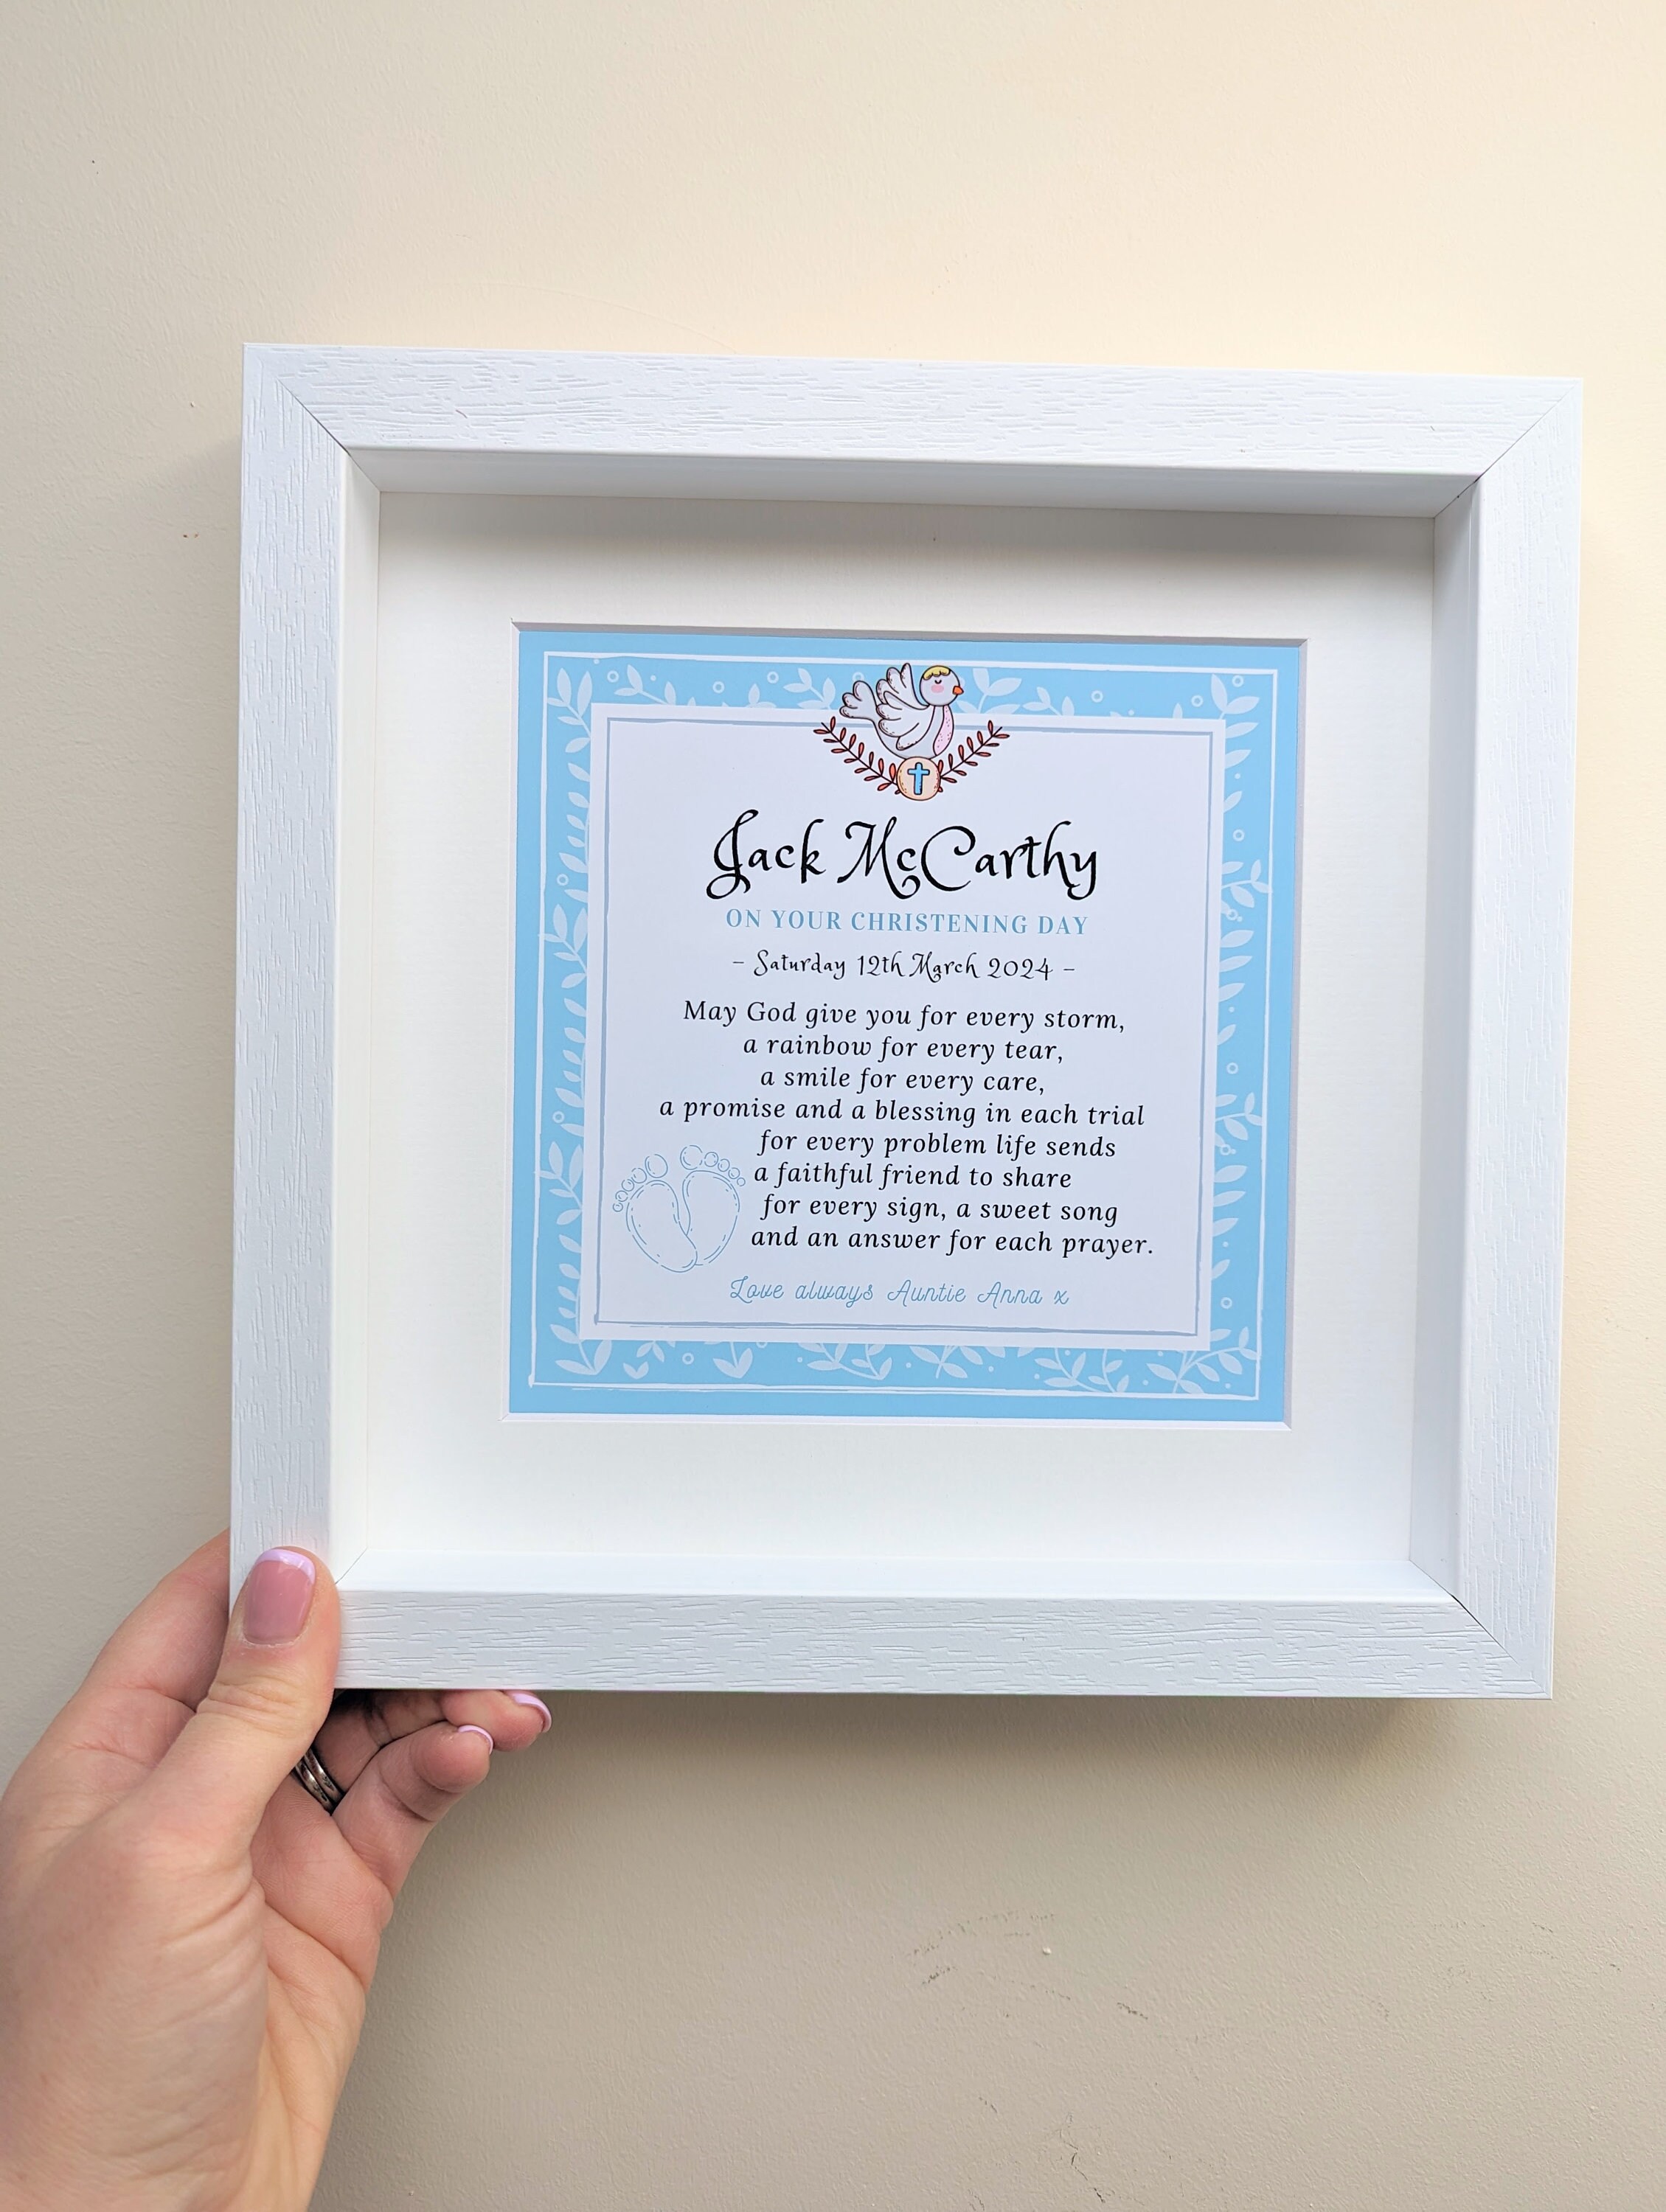 Jack McCarthy
ON YOUR CHRISTENING DAY
- Saturday 12th March 2024 -
May God give you for every storm,
a rainbow for every tear,
a smile for every care,
a promise and a blessing in each trial
for every problem life sends
a faithful friend to share
for every sign, a sweet song
and an answer for each prayer.
Love always Auntie Anna x